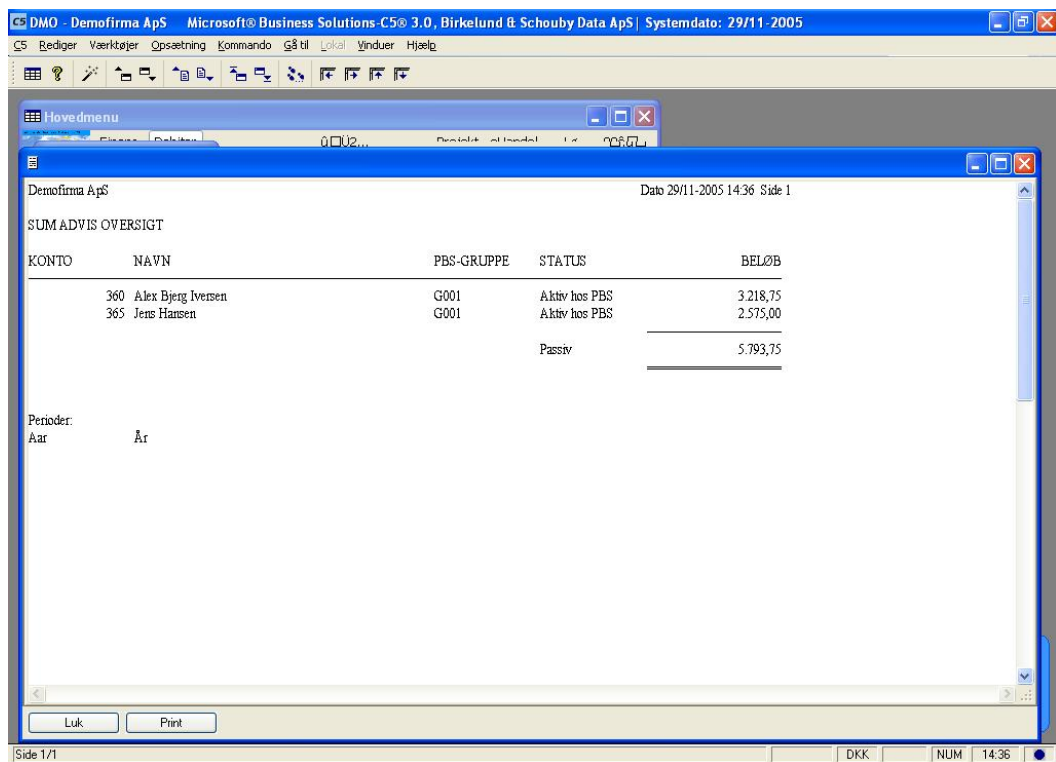 C5 DMO - Demofirma ApS Microsoft® Business Solutions-C5® 3.0, Birkelund & Schouby Data ApS| Systemdato: 29/11-2005
C5 Rediger Værktøjer Opsætning Kommando Gå til Lokal Vinduer Hjælp
Hovedmenu
Demofirma ApS Dato 29/11-2005 14:36 Side 1
SUM ADVIS OVERSIGT
KONTO NAVN PBS-GRUPPE STATUS BELØB
360 Alex Bjerg Iversen G001 Aktiv hos PBS 3.218,75
365 Jens Hansen G001 Aktiv hos PBS 2.575,00
Passiv 5.793,75
Perioder:
Aar År
Luk Print
Side 1/1 DKK NUM 14:36